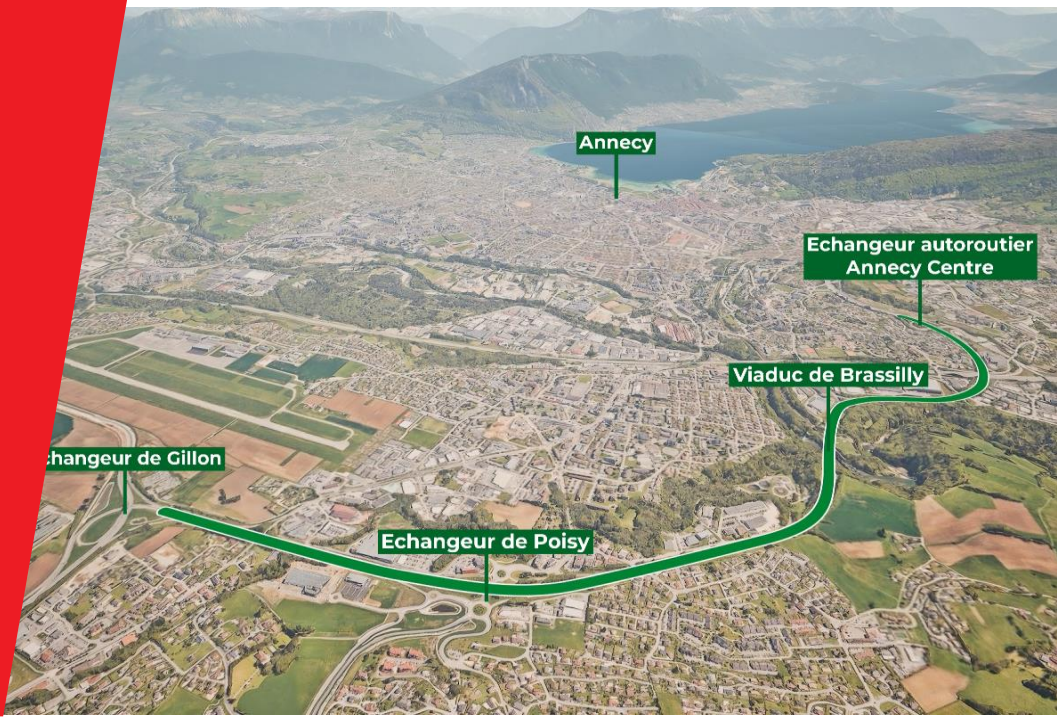 Annecy
Echangeur autoroutier
Annecy Centre
Viaduc de Brassilly
changeur de Gillon
Echangeur de Poisy